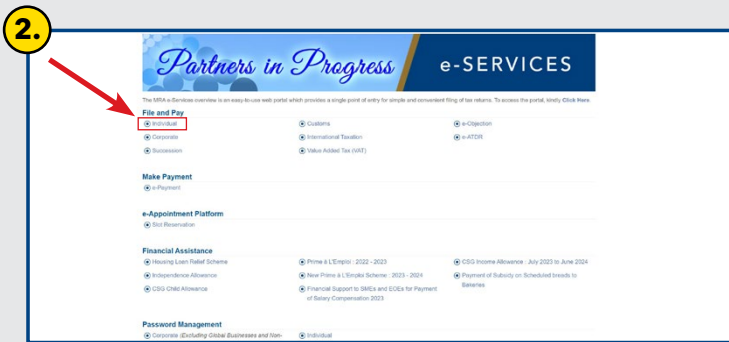 2.
Partners in Progress
e-SERVICES
The MRA e-Services overview is an easy-to-use web portal which provides a single point of entry for simple and convenient filing of tax returns. To access the portal, kindly Click Here
File and Pay
Individual
Customs
e-Objection
Corporate
International Taxation
e-ATDR
Succession
Value Added Tax (VAT)
Make Payment
e-Payment
e-Appointment Platform
Slot Reservation
Financial Assistance
Housing Loan Relief Scheme
Prime à L'Emploi : 2022 - 2023
CSG Income Allowance : July 2023 to June 2024
Independence Allowance
New Prime à L'Emploi Scheme : 2023 - 2024
Payment of Subsidy on Scheduled breads to
Bakeries
CSG Child Allowance
Financial Support to SMEs and EOEs for Payment
of Salary Compensation 2023
Password Management
Corporate (Excluding Global Businesses and Non-
Individual